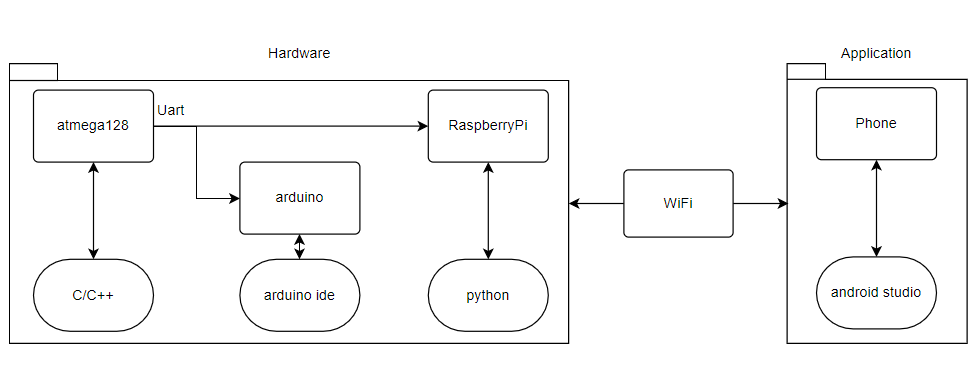 Hardware
Application
atmega128
Uart
RaspberryPi
Phone
arduino
WiFi
C/C++
arduino ide
python
android studio